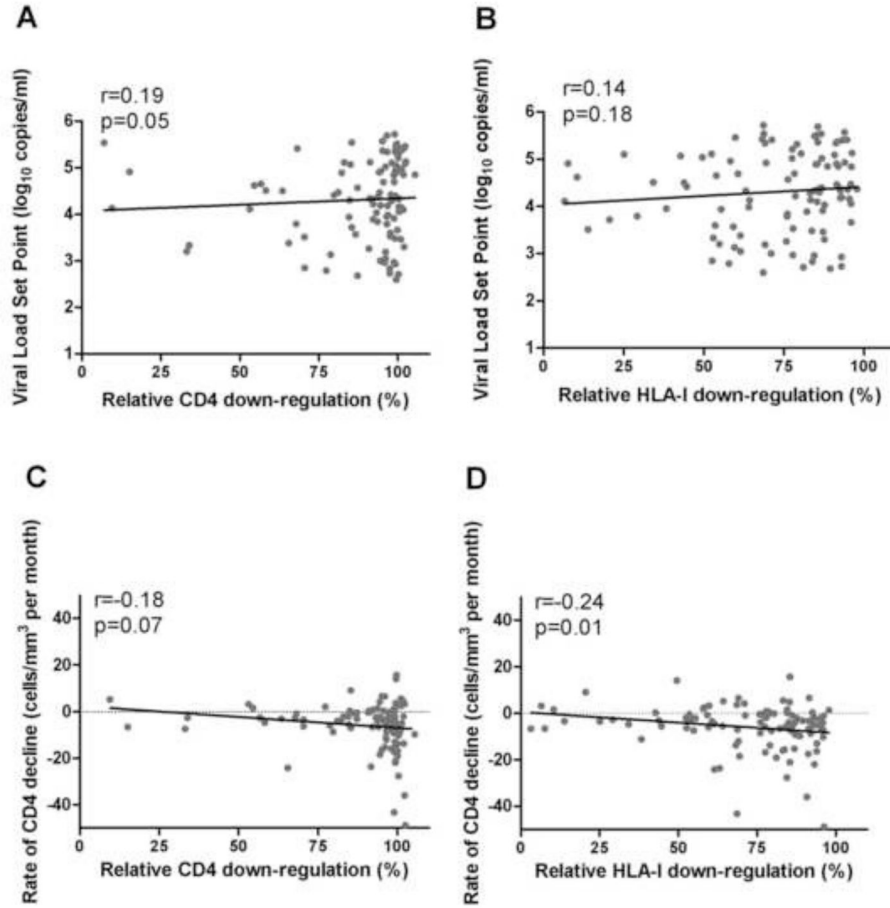 A
r=0.19
p=0.05
Viral Load Set Point (log₁₀ copies/ml)
6
5
4
3
2
1
0 25 50 75 100
Relative CD4 down-regulation (%)
B
r=0.14
p=0.18
Viral Load Set Point (log₁₀ copies/ml)
6
5
4
3
2
1
0 25 50 75 100
Relative HLA-I down-regulation (%)
C
r=-0.18
p=0.07
Rate of CD4 decline (cells/mm³ per month)
40
20
0
-20
-40
0 25 50 75 100
Relative CD4 down-regulation (%)
D
r=-0.24
p=0.01
Rate of CD4 decline (cells/mm³ per month)
40
20
0
-20
-40
0 25 50 75 100
Relative HLA-I down-regulation (%)